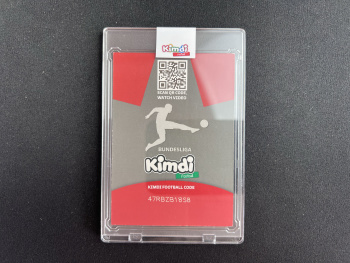 Kimdi
SCAN QR CODE
WATCH VIDEO
BUNDESLIGA
Kimdi
KIMDI FOOTBALL CODE
47RBZB1858